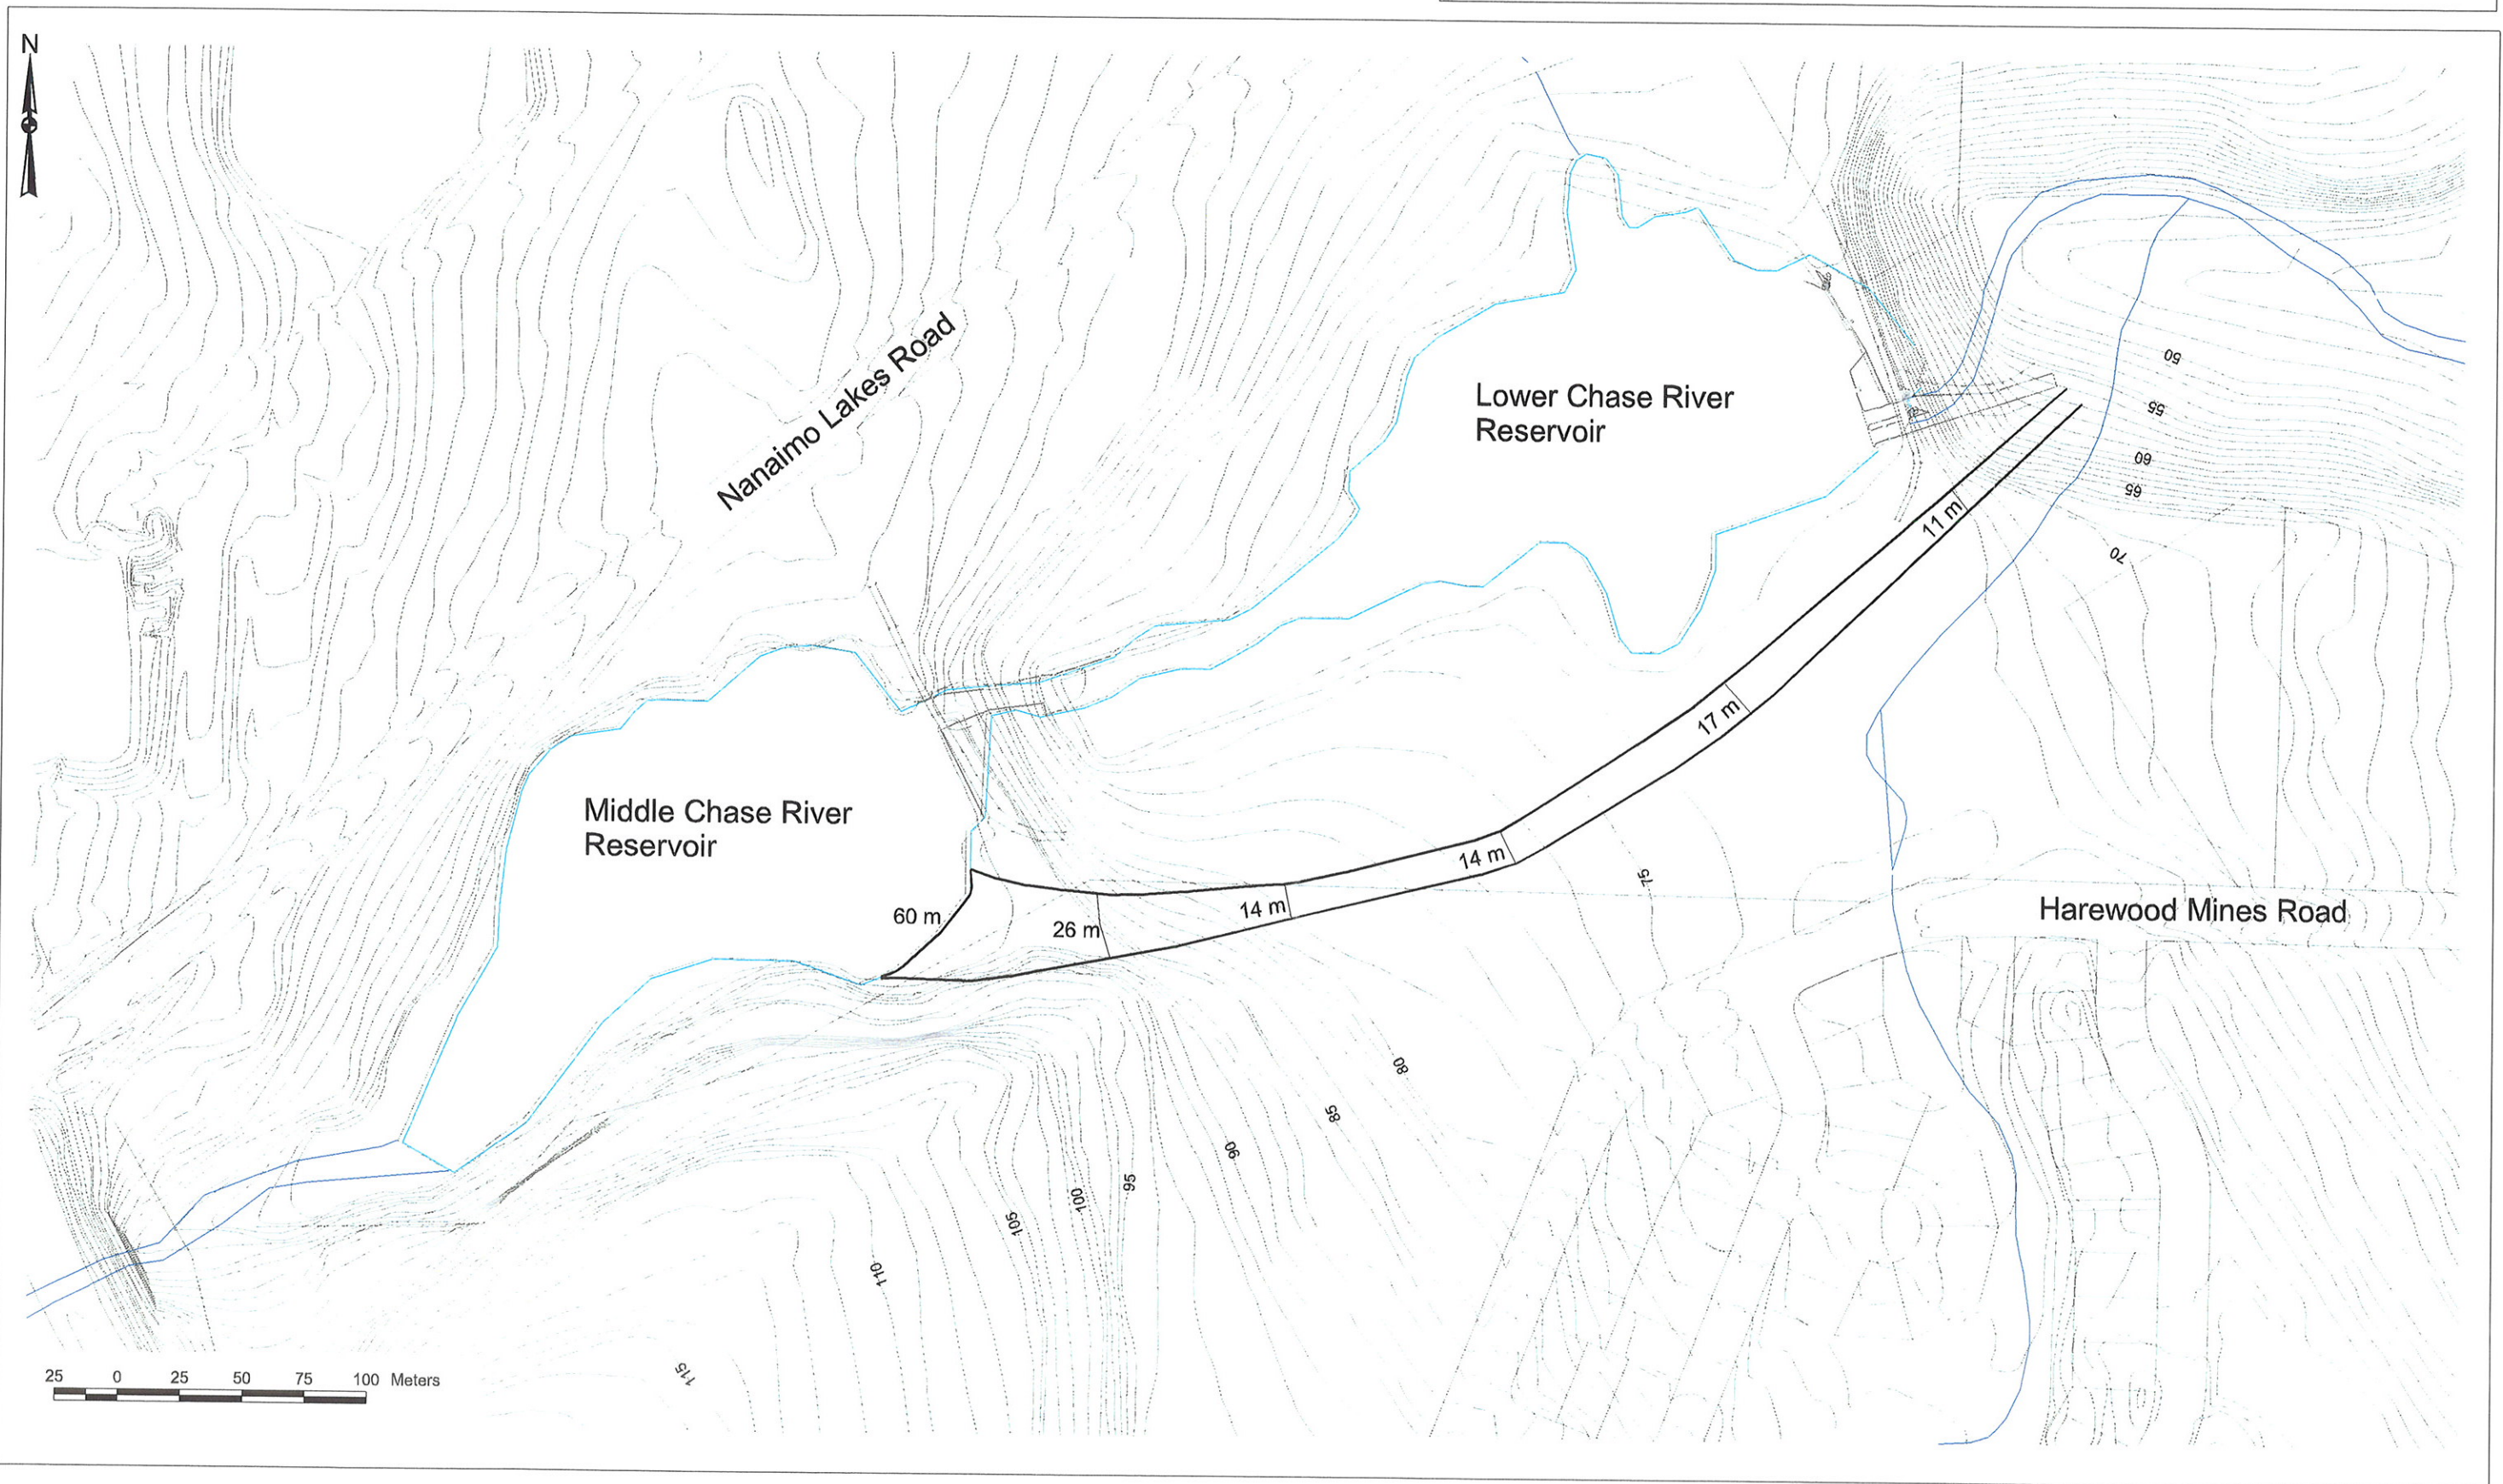 N
Nanaimo Lakes Road
Lower Chase River
Reservoir
50
55
60
65
11 m
70
17 m
Middle Chase River
Reservoir
14 m
75
60 m
14 m
26 m
Harewood Mines Road
80
85
90
95
100
105
110
115
25 0 25 50 75 100 Meters